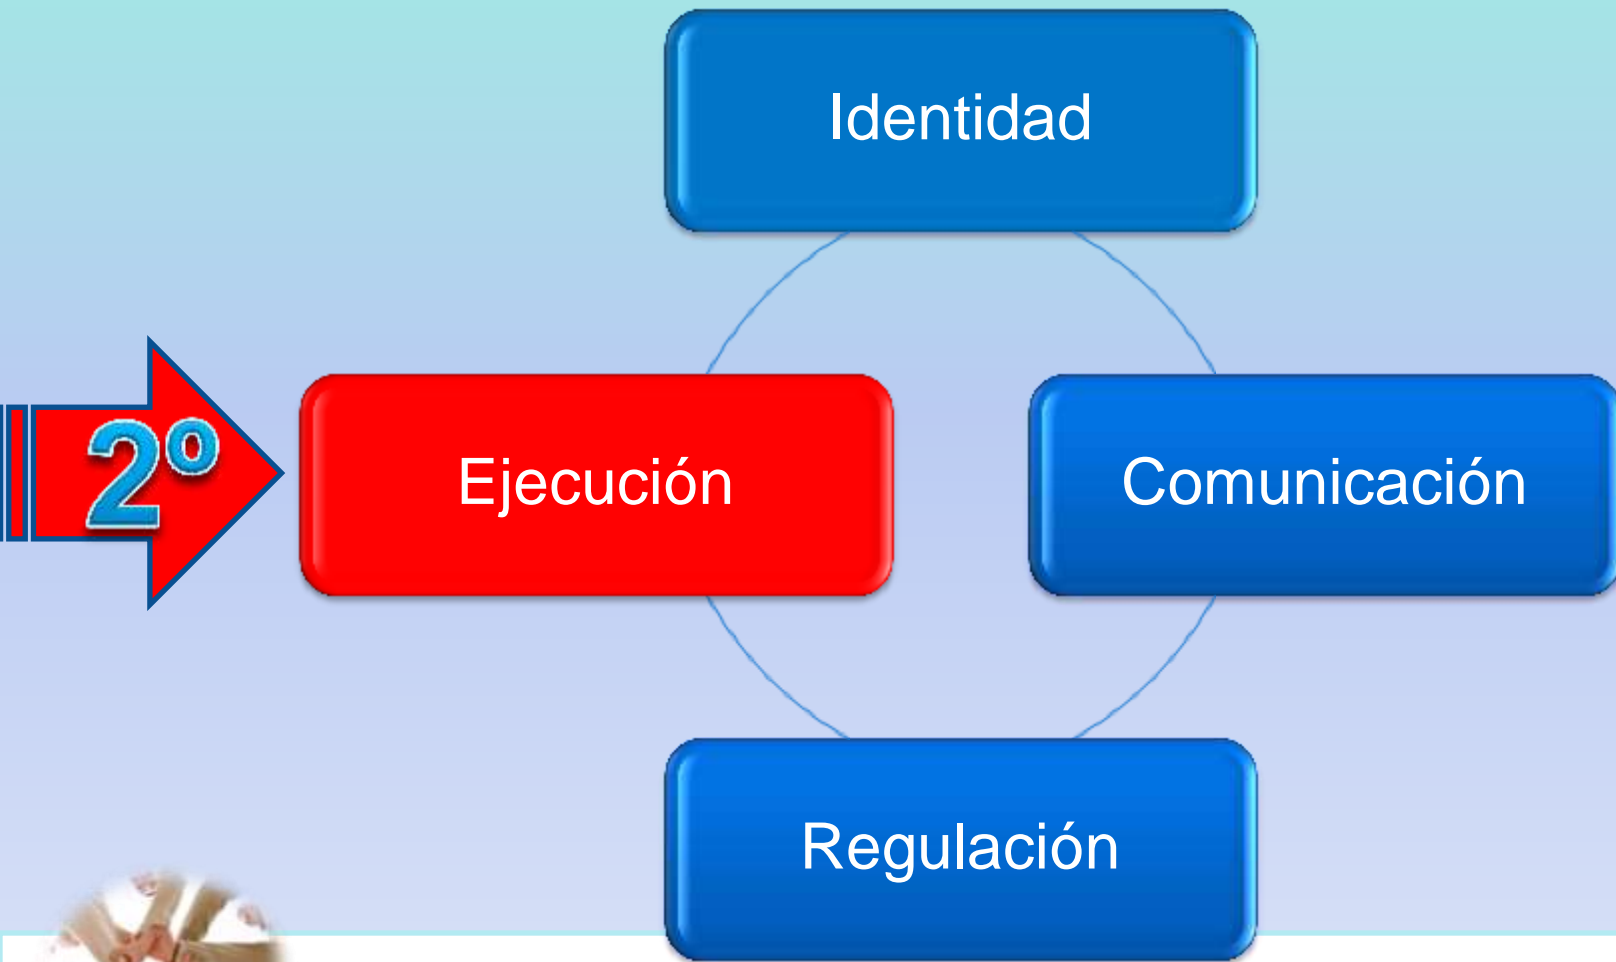 Identidad
2º
Ejecución
Comunicación
Regulación